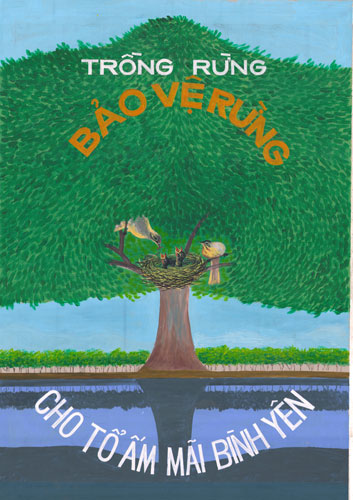 TRỒNG RỪNG
BẢO VỆ RỪNG
CHO TỔ ẤM MÃI BÌNH YÊN